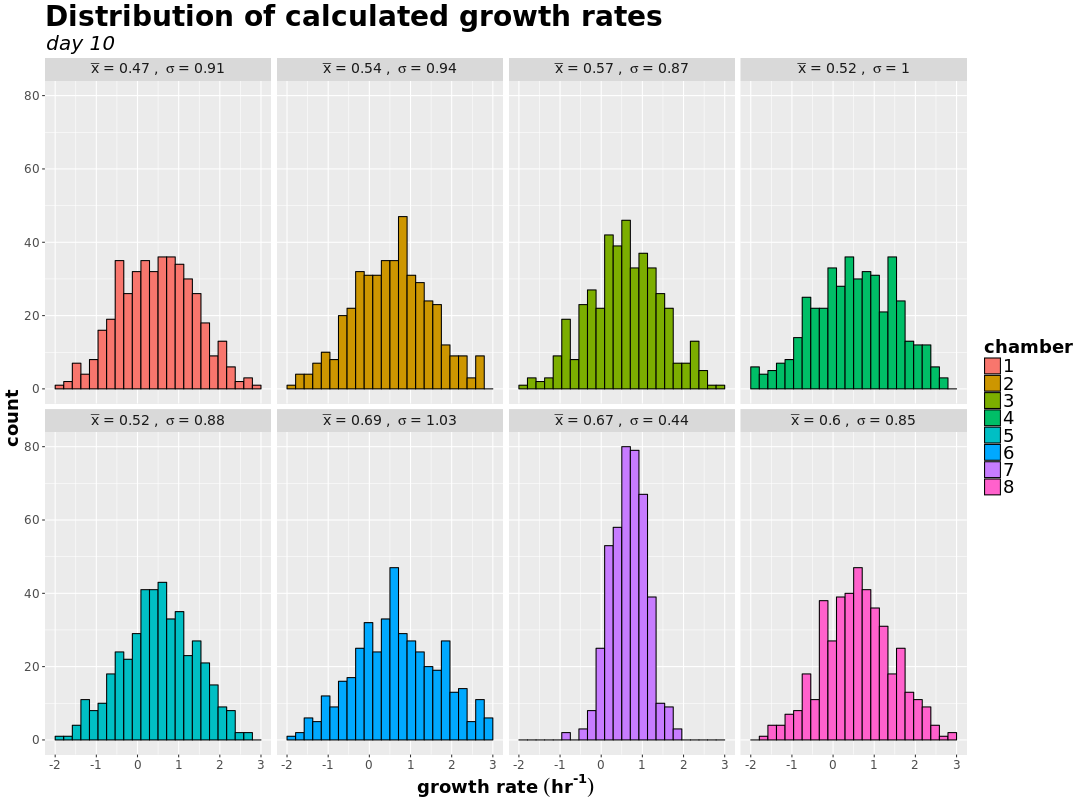 Distribution of calculated growth rates
day 10
x̅ = 0.47 , σ = 0.91
x̅ = 0.54 , σ = 0.94
x̅ = 0.57 , σ = 0.87
x̅ = 0.52 , σ = 1
80
60
40
20
0
x̅ = 0.52 , σ = 0.88
x̅ = 0.69 , σ = 1.03
x̅ = 0.67 , σ = 0.44
x̅ = 0.6 , σ = 0.85
80
60
40
20
0
-2 -1 0 1 2 3
-2 -1 0 1 2 3
-2 -1 0 1 2 3
-2 -1 0 1 2 3
growth rate (hr⁻¹)
count
chamber
1
2
3
4
5
6
7
8